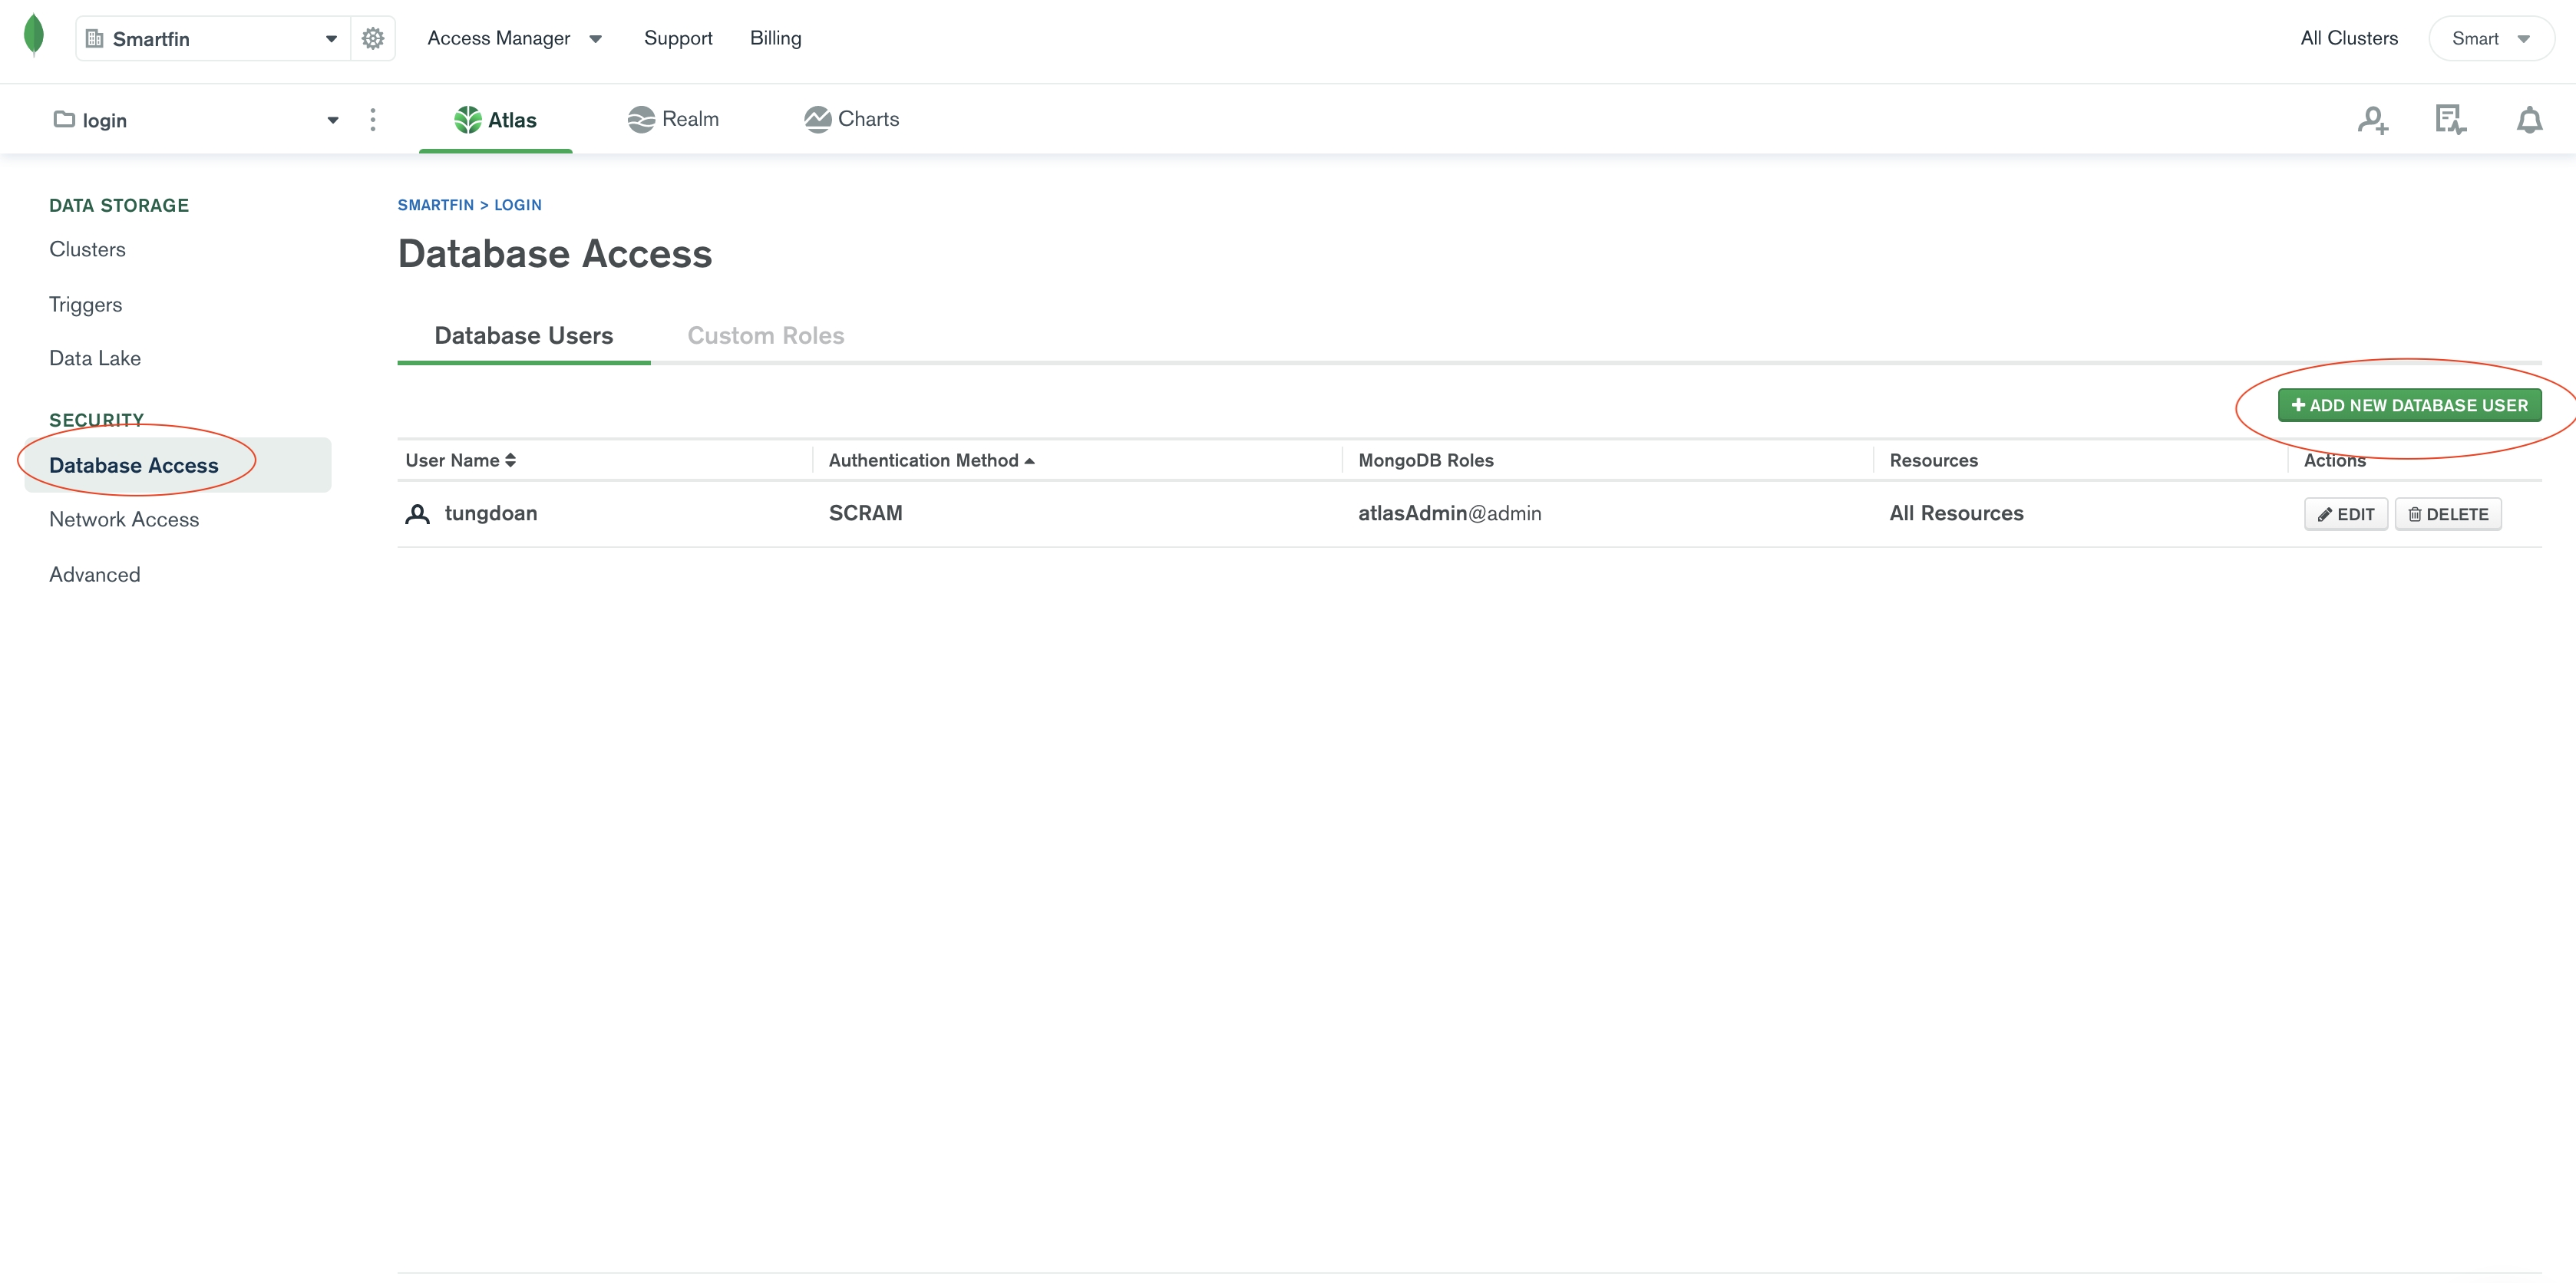 Smartfin
Access Manager
Support
Billing
All Clusters
Smart
login
Atlas
Realm
Charts
DATA STORAGE
Clusters
Triggers
Data Lake
SECURITY
Database Access
Network Access
Advanced
SMARTFIN > LOGIN
Database Access
Database Users
Custom Roles
+ ADD NEW DATABASE USER
User Name
Authentication Method
MongoDB Roles
Resources
Actions
tungdoan
SCRAM
atlasAdmin@admin
All Resources
EDIT
DELETE